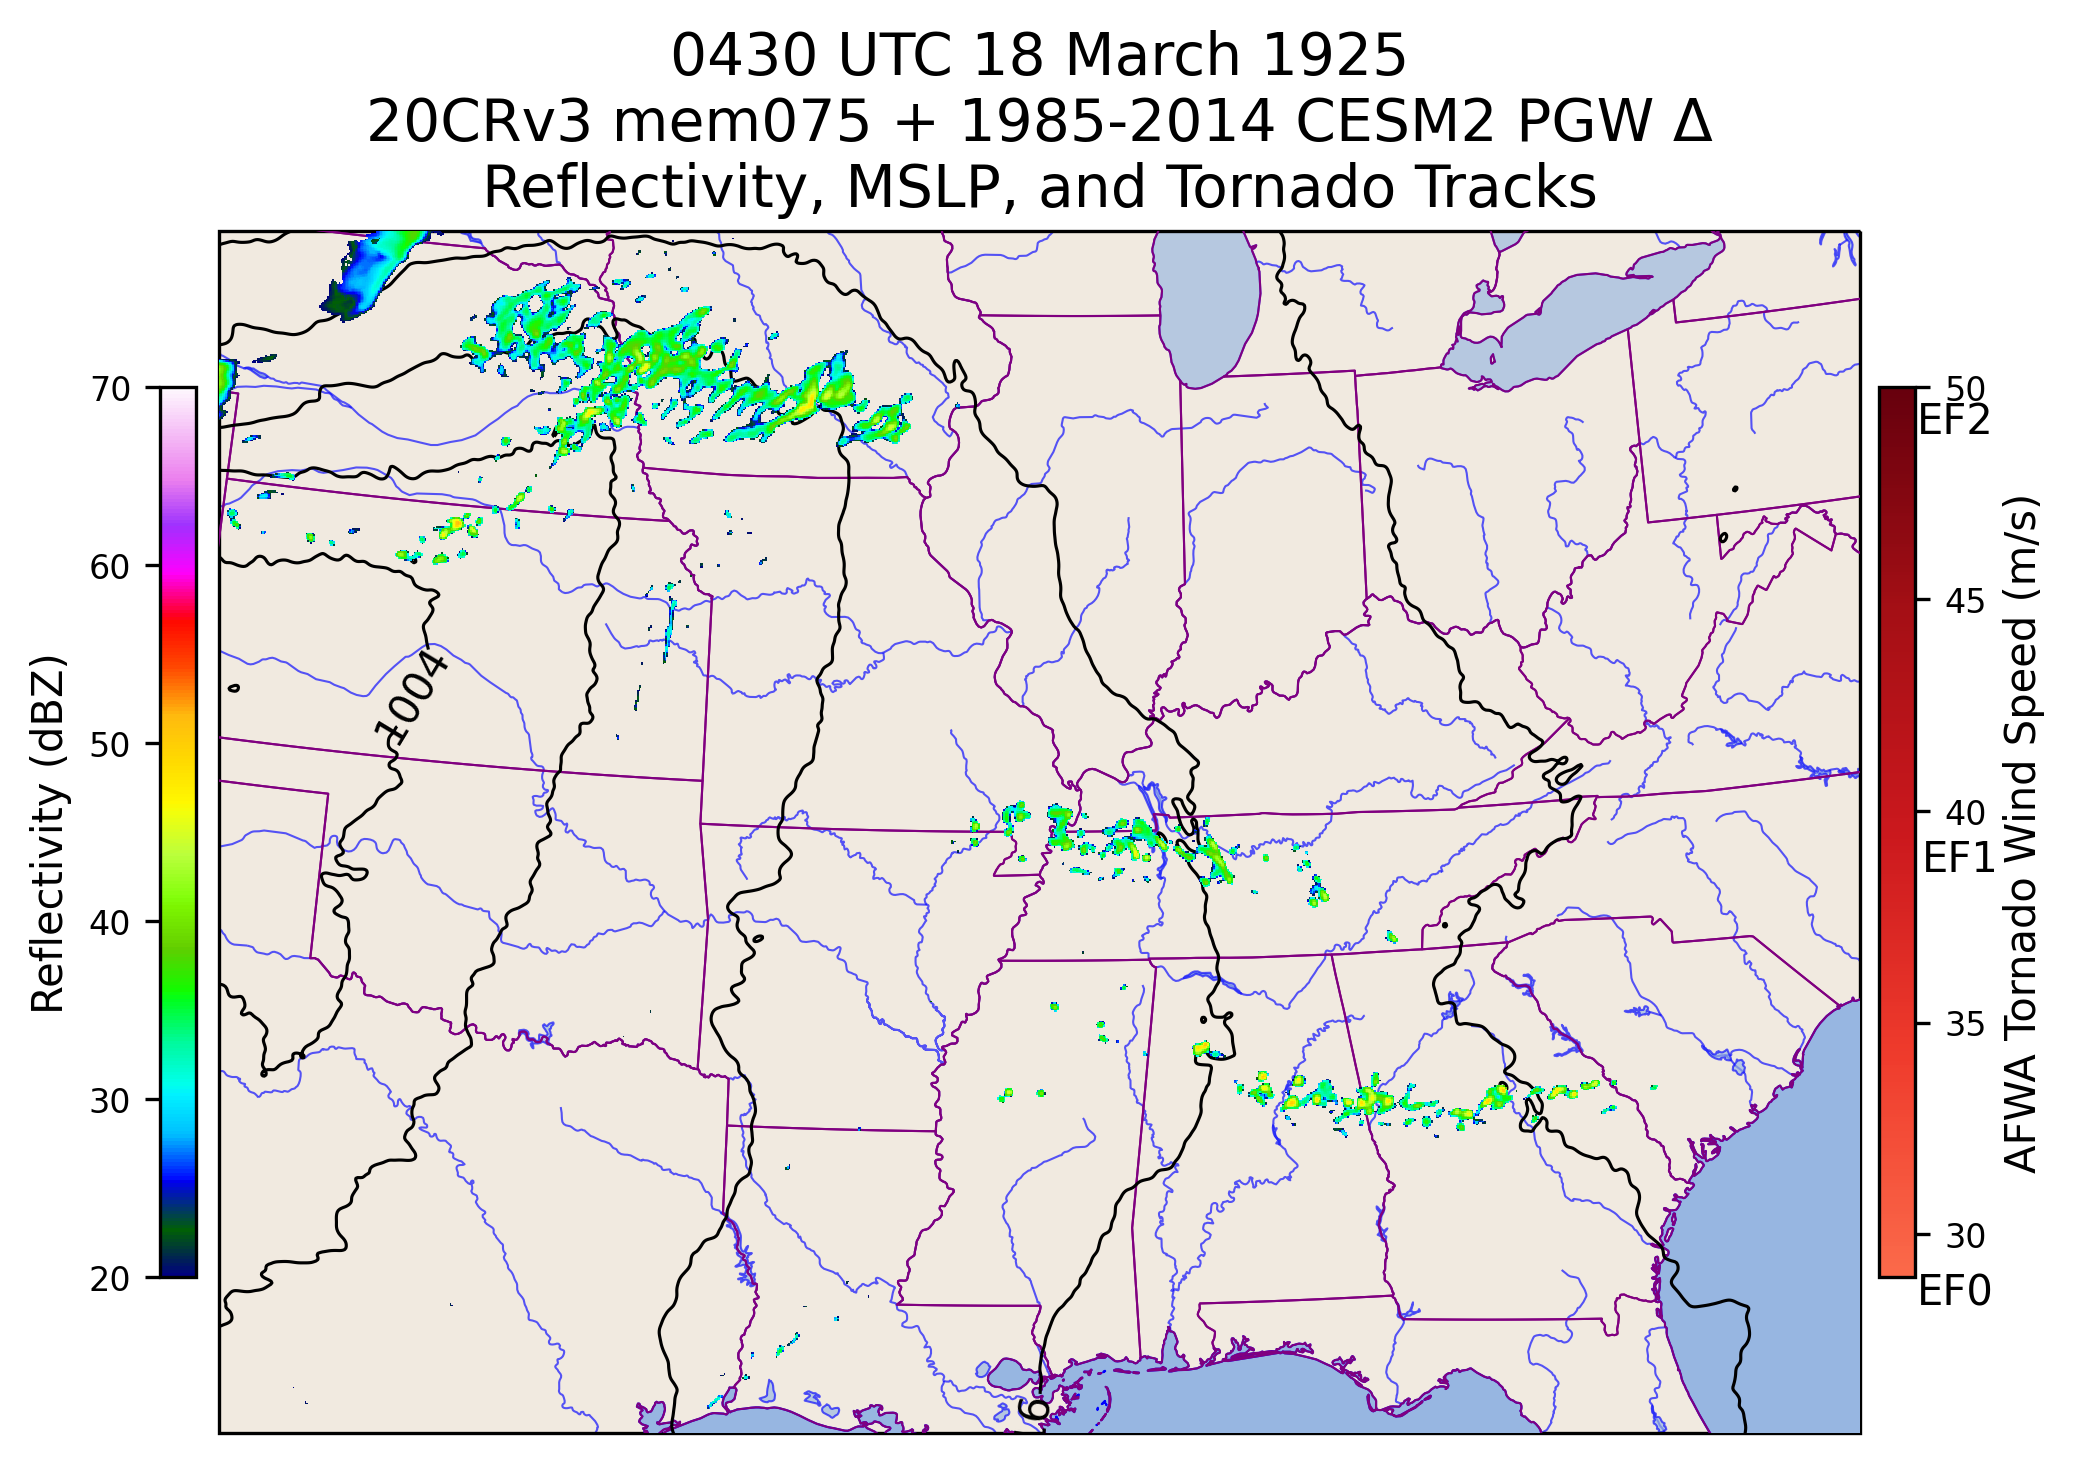 0430 UTC 18 March 1925
20CRv3 mem075 + 1985-2014 CESM2 PGW Δ
Reflectivity, MSLP, and Tornado Tracks
70
60
50
40
30
20
Reflectivity (dBZ)
1004
50
EF2
45
40
EF1
35
30
EF0
AFWA Tornado Wind Speed (m/s)